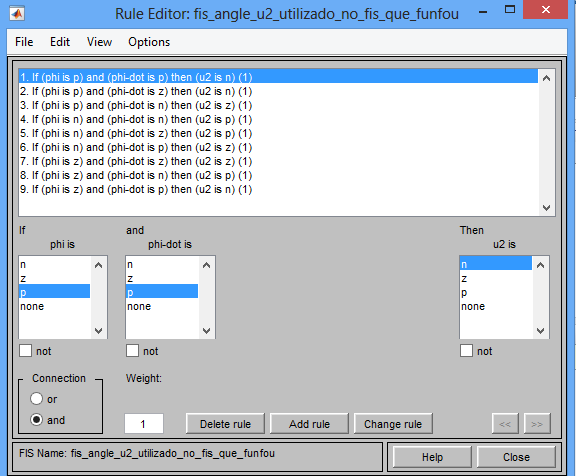 Rule Editor: fis_angle_u2_utilizado_no_fis_que_funfou
File Edit View Options
1. If (phi is p) and (phi-dot is p) then (u2 is n) (1)
2. If (phi is p) and (phi-dot is z) then (u2 is n) (1)
3. If (phi is p) and (phi-dot is n) then (u2 is z) (1)
4. If (phi is n) and (phi-dot is n) then (u2 is p) (1)
5. If (phi is n) and (phi-dot is z) then (u2 is p) (1)
6. If (phi is n) and (phi-dot is p) then (u2 is z) (1)
7. If (phi is z) and (phi-dot is z) then (u2 is z) (1)
8. If (phi is z) and (phi-dot is n) then (u2 is p) (1)
9. If (phi is z) and (phi-dot is p) then (u2 is n) (1)
If and Then
phi is phi-dot is u2 is
n n n
z z z
p p p
none none none
not not not
Connection Weight:
or
and 1 Delete rule Add rule Change rule << >>
FIS Name: fis_angle_u2_utilizado_no_fis_que_funfou Help Close